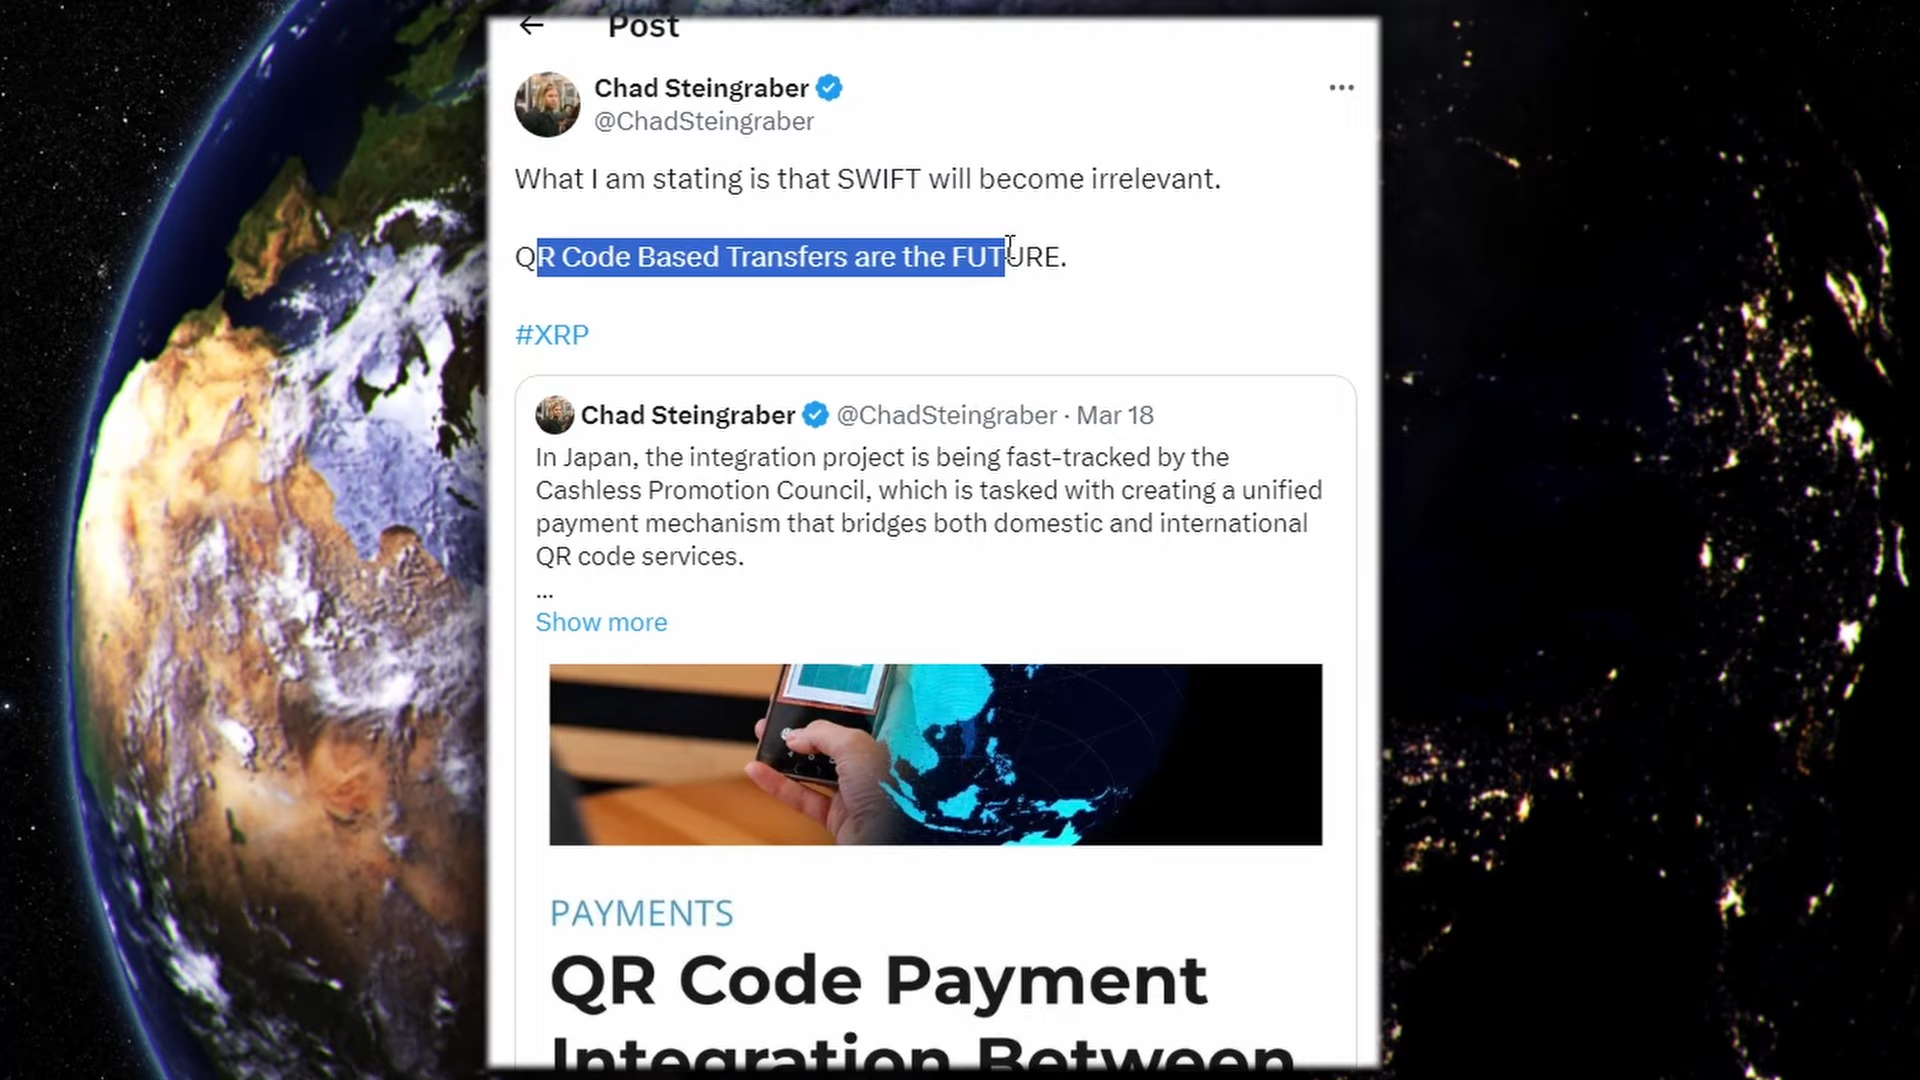 Post
Chad Steingraber
@ChadSteingraber
What I am stating is that SWIFT will become irrelevant.
QR Code Based Transfers are the FUTURE.
#XRP
Chad Steingraber @ChadSteingraber · Mar 18
In Japan, the integration project is being fast-tracked by the
Cashless Promotion Council, which is tasked with creating a unified
payment mechanism that bridges both domestic and international
QR code services.
...
Show more
PAYMENTS
QR Code Payment
Integration Between